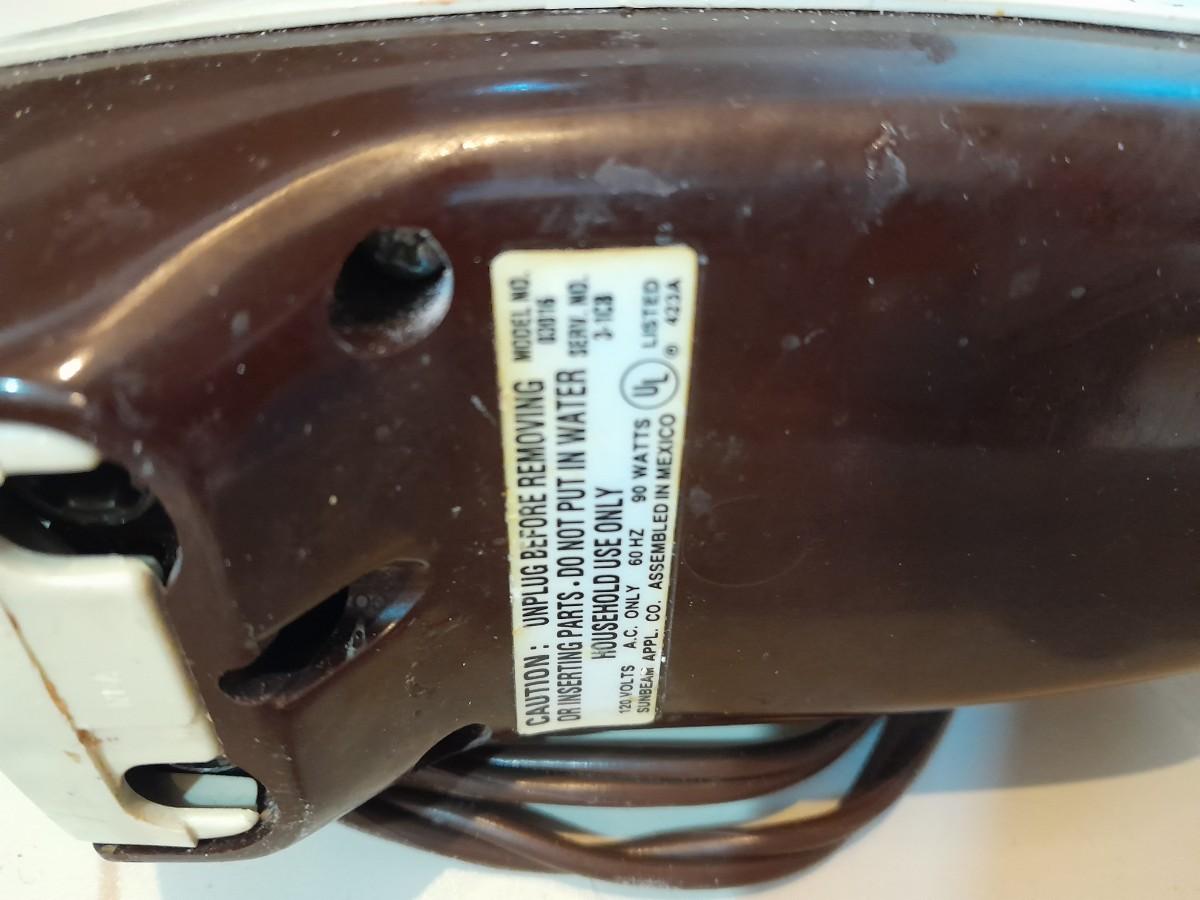 CAUTION: UNPLUG BEFORE REMOVING
OR INSERTING PARTS · DO NOT PUT IN WATER
HOUSEHOLD USE ONLY
MODEL NO.
03016
SERV. NO.
3-1CB
120 VOLTS A.C. ONLY 60 HZ 90 WATTS
SUNBEAM APPL. CO. ASSEMBLED IN MEXICO
UL ® LISTED
423A